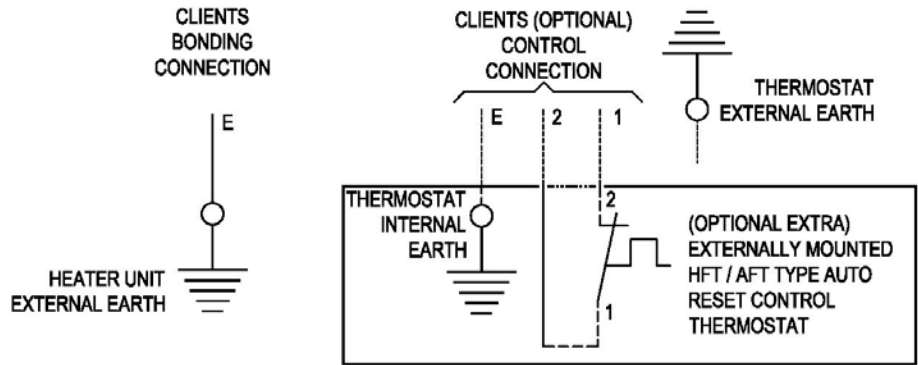 CLIENTS
BONDING
CONNECTION
E
HEATER UNIT
EXTERNAL EARTH
CLIENTS (OPTIONAL)
CONTROL
CONNECTION
E 2 1
THERMOSTAT
EXTERNAL EARTH
THERMOSTAT
INTERNAL
EARTH
2
1
(OPTIONAL EXTRA)
EXTERNALLY MOUNTED
HFT / AFT TYPE AUTO
RESET CONTROL
THERMOSTAT